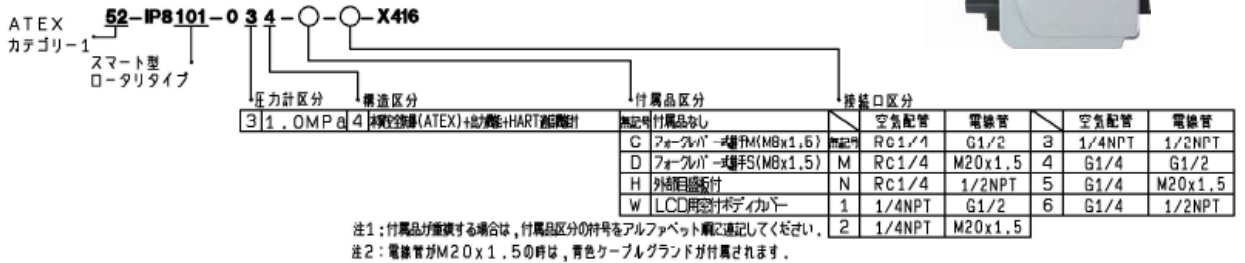 52-IP8101-034-○-○-X416
ATEX
カテゴリー1
スマート型
ロータリタイプ
圧力計区分
3 1.0MPa
構造区分
4 本質安全防爆(ATEX)+出力機能+HART通信機能付
付属品区分
無記号 付属品なし
C フォークレバー式継手M(M8x1.5)
D フォークレバー式継手S(M8x1.5)
H 外部目盛板付
W LCD用窓付ボディカバー
接続口区分
空気配管 電線管 空気配管 電線管
無記号 Rc1/4 G1/2 3 1/4NPT 1/2NPT
M Rc1/4 M20x1.5 4 G1/4 G1/2
N Rc1/4 1/2NPT 5 G1/4 M20x1.5
1 1/4NPT G1/2 6 G1/4 1/2NPT
2 1/4NPT M20x1.5
注1:付属品が重複する場合は,付属品区分の符号をアルファベット順に連記してください.
注2:電線管がM20x1.5の時は,青色ケーブルグランドが付属されます.